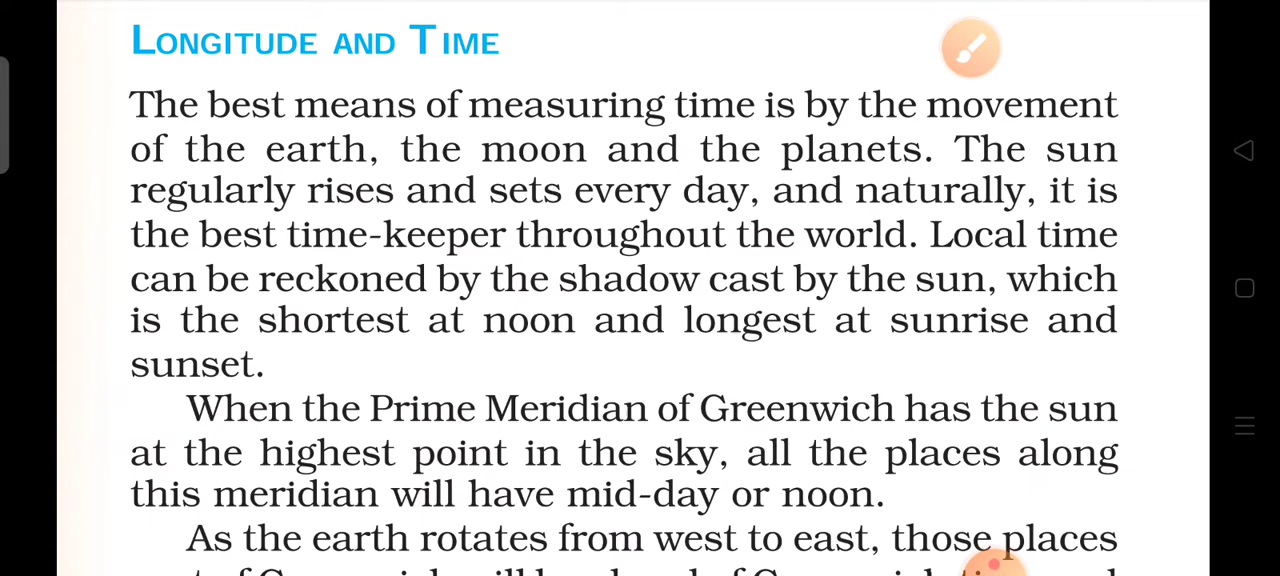 LONGITUDE AND TIME
The best means of measuring time is by the movement
of the earth, the moon and the planets. The sun
regularly rises and sets every day, and naturally, it is
the best time-keeper throughout the world. Local time
can be reckoned by the shadow cast by the sun, which
is the shortest at noon and longest at sunrise and
sunset.
When the Prime Meridian of Greenwich has the sun
at the highest point in the sky, all the places along
this meridian will have mid-day or noon.
As the earth rotates from west to east, those places